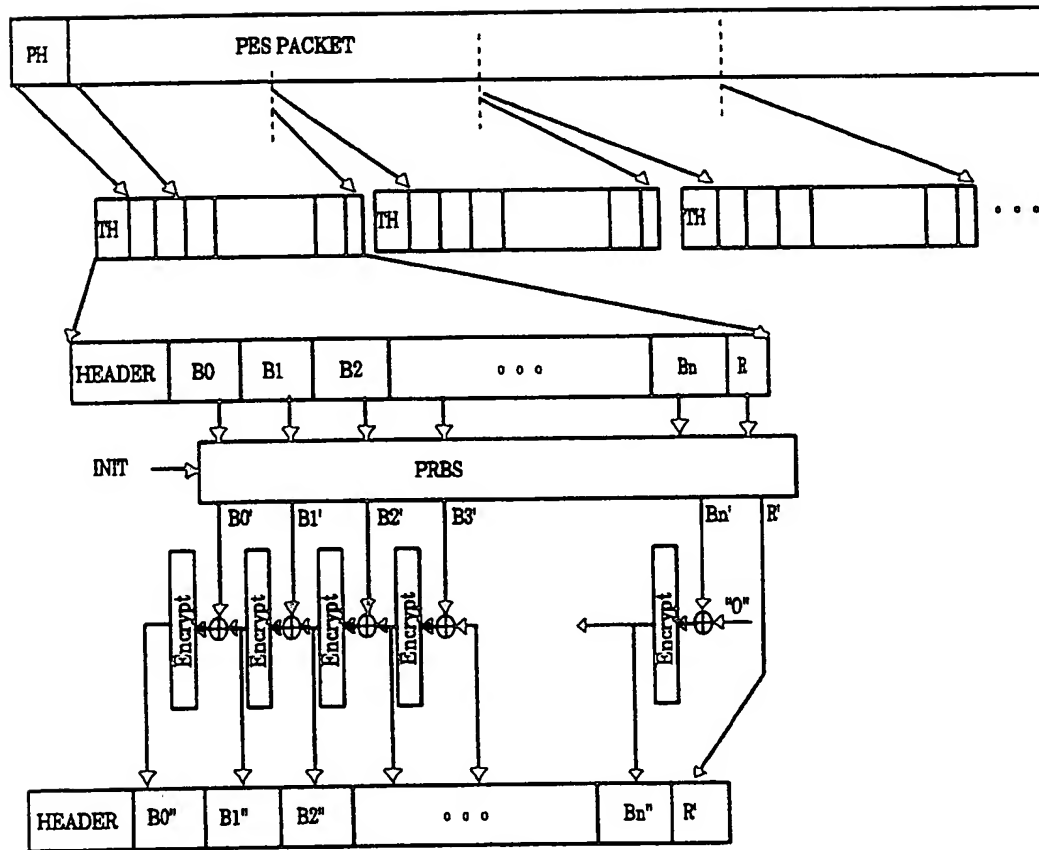 PH PES PACKET
TH TH TH
HEADER B0 B1 B2 Bn R
INIT PRBS
B0' B1' B2' B3' Bn' R'
Encrypt Encrypt Encrypt Encrypt Encrypt "0"
HEADER B0" B1" B2" Bn" R'